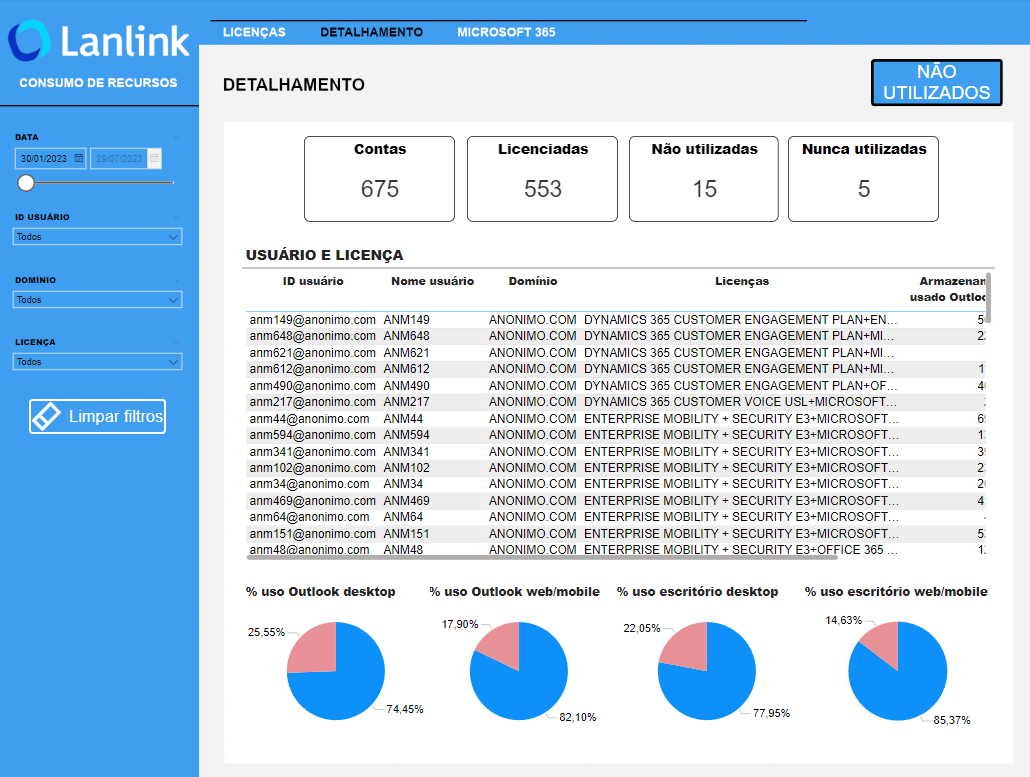 Lanlink
CONSUMO DE RECURSOS
LICENÇAS DETALHAMENTO MICROSOFT 365
DETALHAMENTO
NÃO
UTILIZADOS
DATA
30/01/2023 29/07/2023
ID USUÁRIO
Todos
DOMÍNIO
Todos
LICENÇA
Todos
Limpar filtros
Contas Licenciadas Não utilizadas Nunca utilizadas
675 553 15 5
USUÁRIO E LICENÇA
ID usuário Nome usuário Domínio Licenças Armazenam
usado Outloo
anm149@anonimo.com ANM149 ANONIMO.COM DYNAMICS 365 CUSTOMER ENGAGEMENT PLAN+EN...
anm648@anonimo.com ANM648 ANONIMO.COM DYNAMICS 365 CUSTOMER ENGAGEMENT PLAN+MI...
anm621@anonimo.com ANM621 ANONIMO.COM DYNAMICS 365 CUSTOMER ENGAGEMENT PLAN+MI...
anm612@anonimo.com ANM612 ANONIMO.COM DYNAMICS 365 CUSTOMER ENGAGEMENT PLAN+MI...
anm490@anonimo.com ANM490 ANONIMO.COM DYNAMICS 365 CUSTOMER ENGAGEMENT PLAN+OF...
anm217@anonimo.com ANM217 ANONIMO.COM DYNAMICS 365 CUSTOMER VOICE USL+MICROSOFT...
anm44@anonimo.com ANM44 ANONIMO.COM ENTERPRISE MOBILITY + SECURITY E3+MICROSOFT...
anm594@anonimo.com ANM594 ANONIMO.COM ENTERPRISE MOBILITY + SECURITY E3+MICROSOFT...
anm341@anonimo.com ANM341 ANONIMO.COM ENTERPRISE MOBILITY + SECURITY E3+MICROSOFT...
anm102@anonimo.com ANM102 ANONIMO.COM ENTERPRISE MOBILITY + SECURITY E3+MICROSOFT...
anm34@anonimo.com ANM34 ANONIMO.COM ENTERPRISE MOBILITY + SECURITY E3+MICROSOFT...
anm469@anonimo.com ANM469 ANONIMO.COM ENTERPRISE MOBILITY + SECURITY E3+MICROSOFT...
anm64@anonimo.com ANM64 ANONIMO.COM ENTERPRISE MOBILITY + SECURITY E3+MICROSOFT...
anm151@anonimo.com ANM151 ANONIMO.COM ENTERPRISE MOBILITY + SECURITY E3+MICROSOFT...
anm48@anonimo.com ANM48 ANONIMO.COM ENTERPRISE MOBILITY + SECURITY E3+OFFICE 365 ...
% uso Outlook desktop % uso Outlook web/mobile % uso escritório desktop % uso escritório web/mobile
25,55% 17,90% 22,05% 14,63%
74,45% 82,10% 77,95% 85,37%